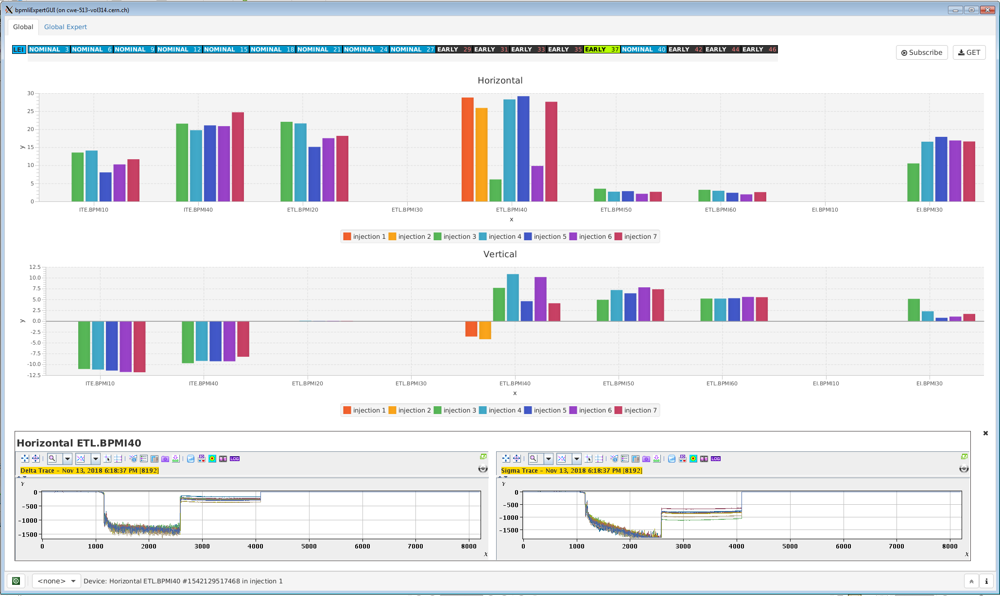 bpmliExpertGUI (on cwe-513-vol314.cern.ch)
Global Global Expert
LEI NOMINAL 3 NOMINAL 6 NOMINAL 9 NOMINAL 12 NOMINAL 15 NOMINAL 18 NOMINAL 21 NOMINAL 24 NOMINAL 27 EARLY 29 EARLY 31 EARLY 33 EARLY 35 EARLY 37 NOMINAL 40 EARLY 42 EARLY 44 EARLY 46
Subscribe GET
Horizontal
30
25
20
15
10
5
0
y
ITE.BPMI10 ITE.BPMI40 ETL.BPMI20 ETL.BPMI30 ETL.BPMI40 ETL.BPMI50 ETL.BPMI60 EI.BPMI10 EI.BPMI30
x
injection 1 injection 2 injection 3 injection 4 injection 5 injection 6 injection 7
Vertical
12.5
10.0
7.5
5.0
2.5
0.0
-2.5
-5.0
-7.5
-10.0
-12.5
y
ITE.BPMI10 ITE.BPMI40 ETL.BPMI20 ETL.BPMI30 ETL.BPMI40 ETL.BPMI50 ETL.BPMI60 EI.BPMI10 EI.BPMI30
x
injection 1 injection 2 injection 3 injection 4 injection 5 injection 6 injection 7
Horizontal ETL.BPMI40
3D LOG
Delta Trace - Nov 13, 2018 6:18:37 PM [8192]
Y
0
-500
-1000
-1500
0 1000 2000 3000 4000 5000 6000 7000 8000
X
3D LOG
Sigma Trace - Nov 13, 2018 6:18:37 PM [8192]
Y
0
-500
-1000
-1500
0 1000 2000 3000 4000 5000 6000 7000 8000
X
<none> Device: Horizontal ETL.BPMI40 #1542129517468 in injection 1